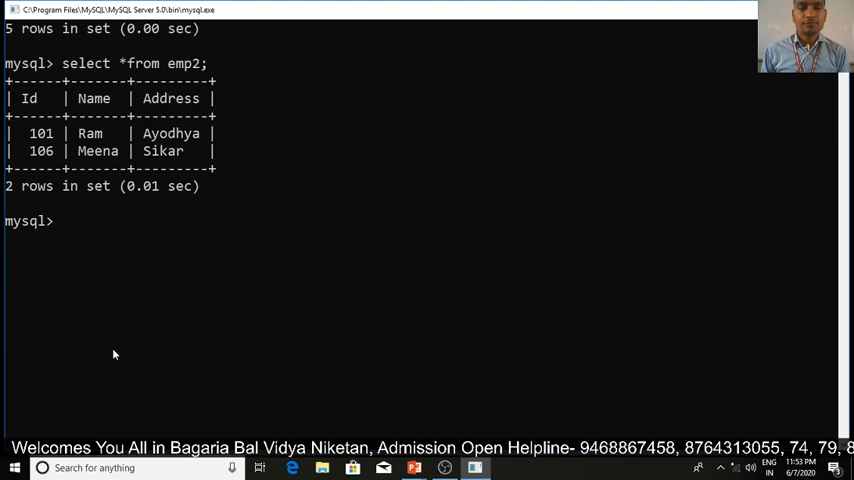 C:\Program Files\MySQL\MySQL Server 5.0\bin\mysql.exe
5 rows in set (0.00 sec)
mysql> select *from emp2;
+------+-------+---------+
| Id   | Name  | Address |
+------+-------+---------+
|  101 | Ram   | Ayodhya |
|  106 | Meena | Sikar   |
+------+-------+---------+
2 rows in set (0.01 sec)
mysql>
Welcomes You All in Bagaria Bal Vidya Niketan, Admission Open Helpline- 9468867458, 8764313055, 74, 79, 8
Search for anything
ENG
IN
11:53 PM
6/7/2020